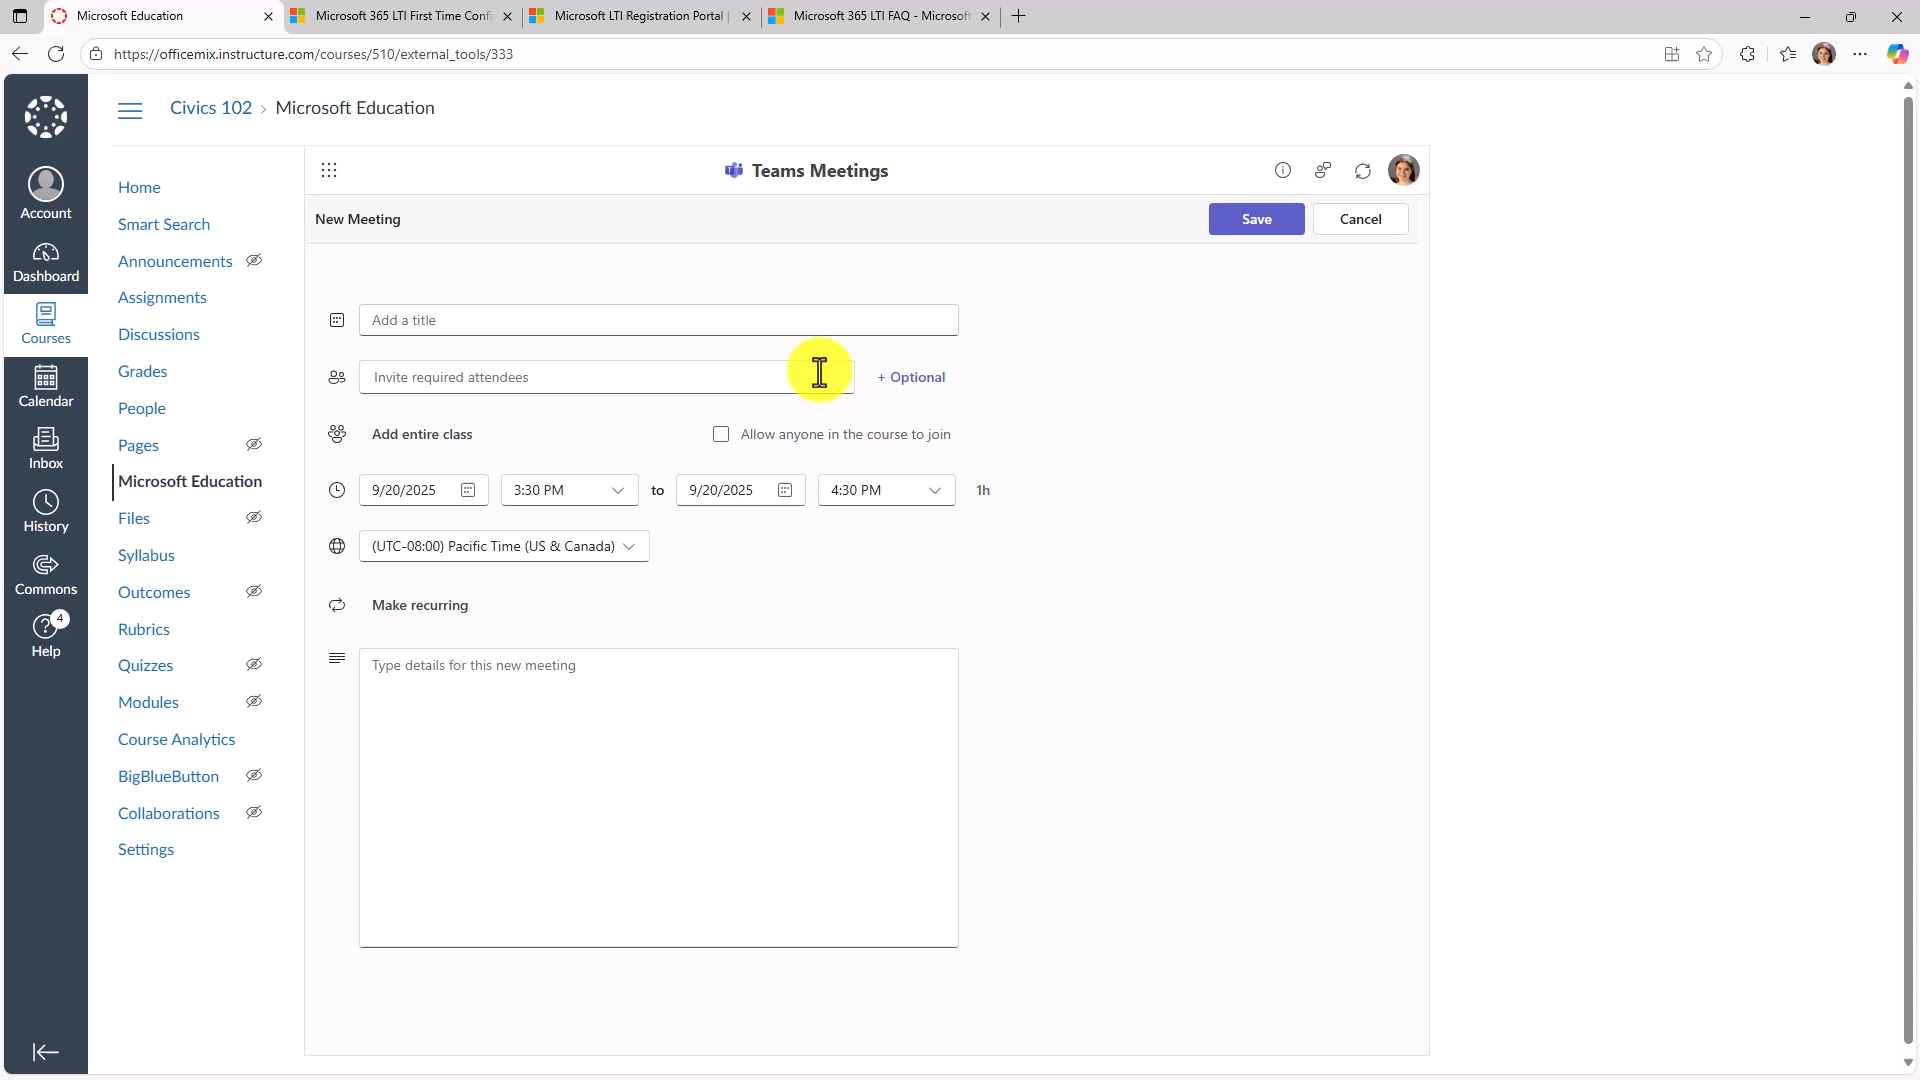 Microsoft Education
Microsoft 365 LTI First Time Confi
Microsoft LTI Registration Portal |
Microsoft 365 LTI FAQ - Microsoft
https://officemix.instructure.com/courses/510/external_tools/333
Civics 102 > Microsoft Education
Account
Dashboard
Courses
Calendar
Inbox
History
Commons
4
Help
Home
Smart Search
Announcements
Assignments
Discussions
Grades
People
Pages
Microsoft Education
Files
Syllabus
Outcomes
Rubrics
Quizzes
Modules
Course Analytics
BigBlueButton
Collaborations
Settings
Teams Meetings
New Meeting
Save
Cancel
Add a title
Invite required attendees
+ Optional
Add entire class
Allow anyone in the course to join
9/20/2025 3:30 PM to 9/20/2025 4:30 PM 1h
(UTC-08:00) Pacific Time (US & Canada)
Make recurring
Type details for this new meeting